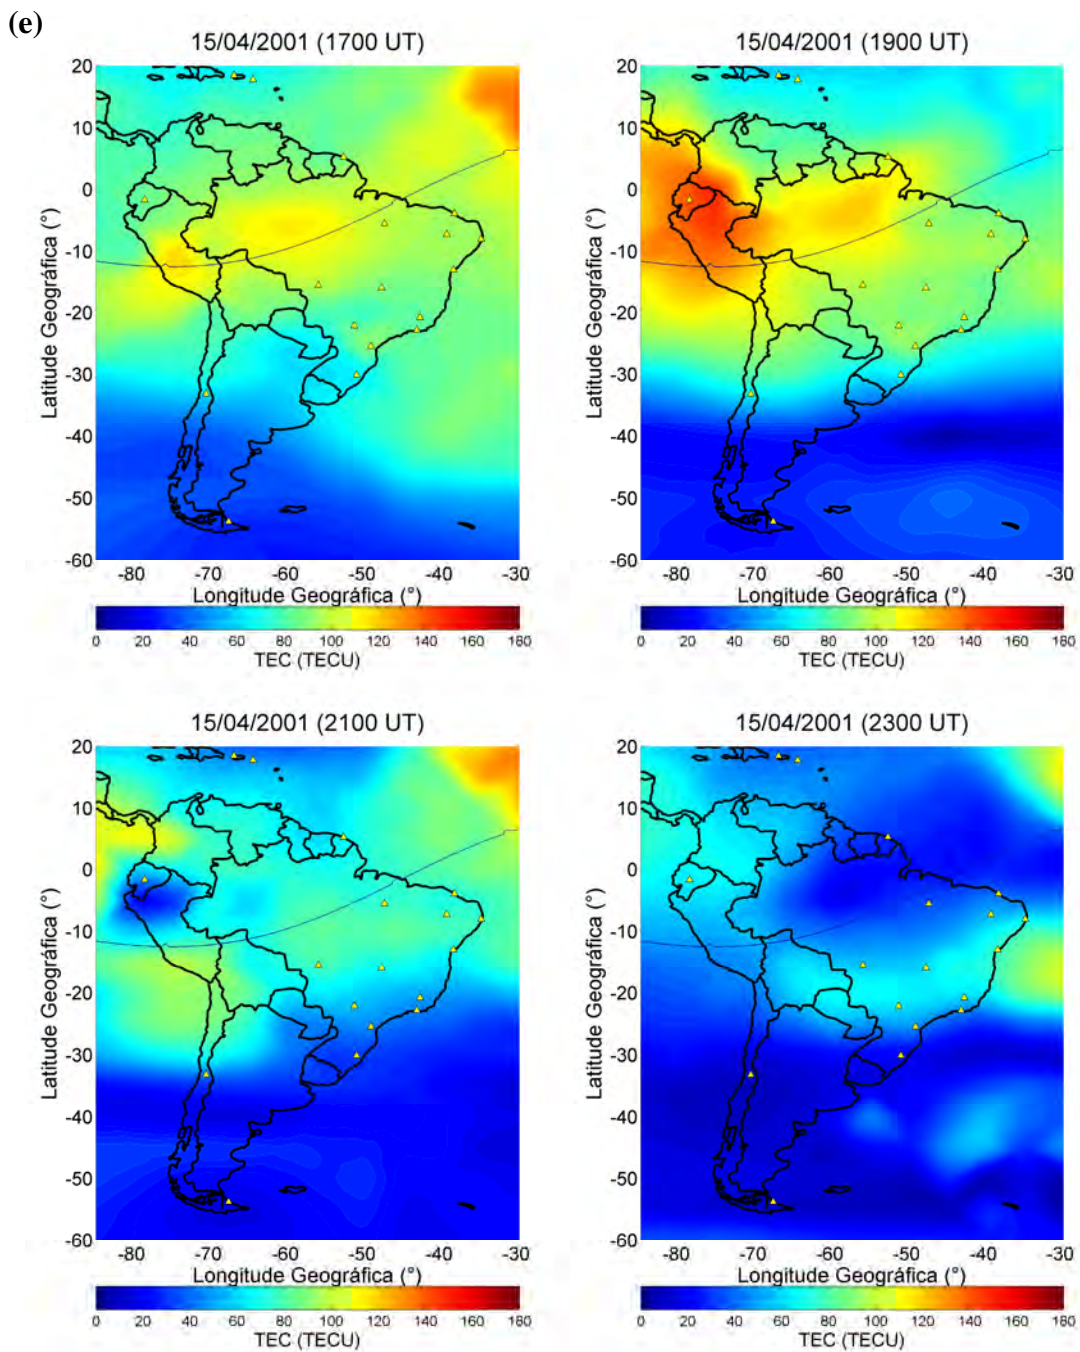 (e)
15/04/2001 (1700 UT)
20
10
0
-10
-20
-30
-40
-50
-60
Latitude Geográfica (°)
-80 -70 -60 -50 -40 -30
Longitude Geográfica (°)
0 20 40 60 80 100 120 140 160 180
TEC (TECU)
15/04/2001 (1900 UT)
20
10
0
-10
-20
-30
-40
-50
-60
Latitude Geográfica (°)
-80 -70 -60 -50 -40 -30
Longitude Geográfica (°)
0 20 40 60 80 100 120 140 160 180
TEC (TECU)
15/04/2001 (2100 UT)
20
10
0
-10
-20
-30
-40
-50
-60
Latitude Geográfica (°)
-80 -70 -60 -50 -40 -30
Longitude Geográfica (°)
0 20 40 60 80 100 120 140 160 180
TEC (TECU)
15/04/2001 (2300 UT)
20
10
0
-10
-20
-30
-40
-50
-60
Latitude Geográfica (°)
-80 -70 -60 -50 -40 -30
Longitude Geográfica (°)
0 20 40 60 80 100 120 140 160 180
TEC (TECU)